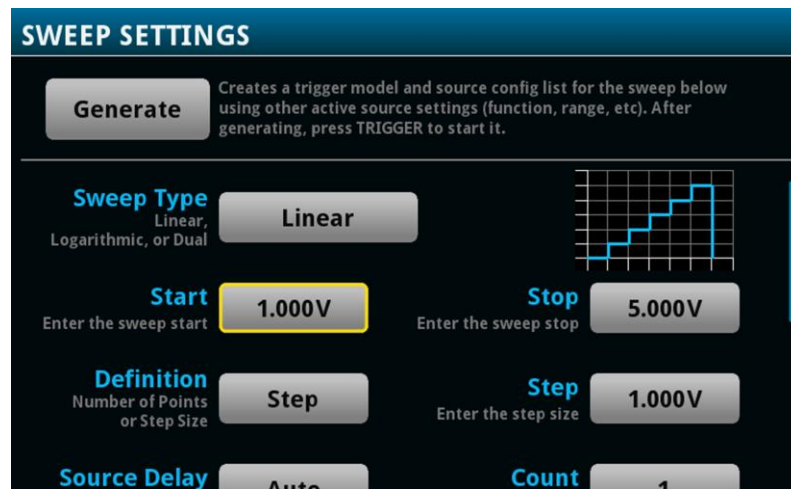 SWEEP SETTINGS
Generate
Creates a trigger model and source config list for the sweep below
using other active source settings (function, range, etc). After
generating, press TRIGGER to start it.
Sweep Type
Linear,
Logarithmic, or Dual
Linear
Start
Enter the sweep start
1.000V
Stop
Enter the sweep stop
5.000V
Definition
Number of Points
or Step Size
Step
Step
Enter the step size
1.000V
Source Delay
Auto
Count
1